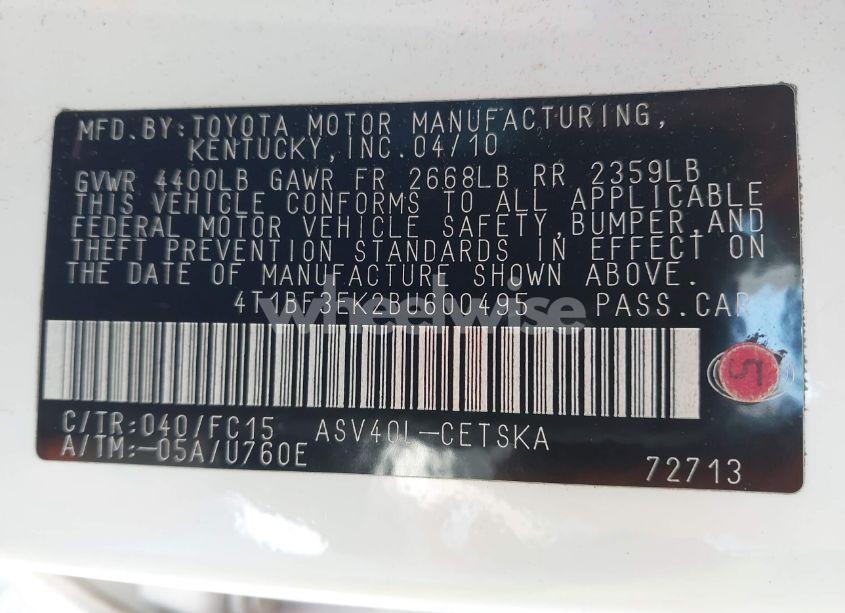 MFD. BY: TOYOTA MOTOR MANUFACTURING,
KENTUCKY, INC. 04/10
GVWR 4400LB GAWR FR 2668LB RR 2359LB
THIS VEHICLE CONFORMS TO ALL APPLICABLE
FEDERAL MOTOR VEHICLE SAFETY, BUMPER, AND
THEFT PREVENTION STANDARDS IN EFFECT ON
THE DATE OF MANUFACTURE SHOWN ABOVE.
4T1BF3EK2BU600495 PASS. CAR
wheelwise
C/TR: 040/FC15 ASV40L-CETSKA
A/TM: -05A/U760E
72713